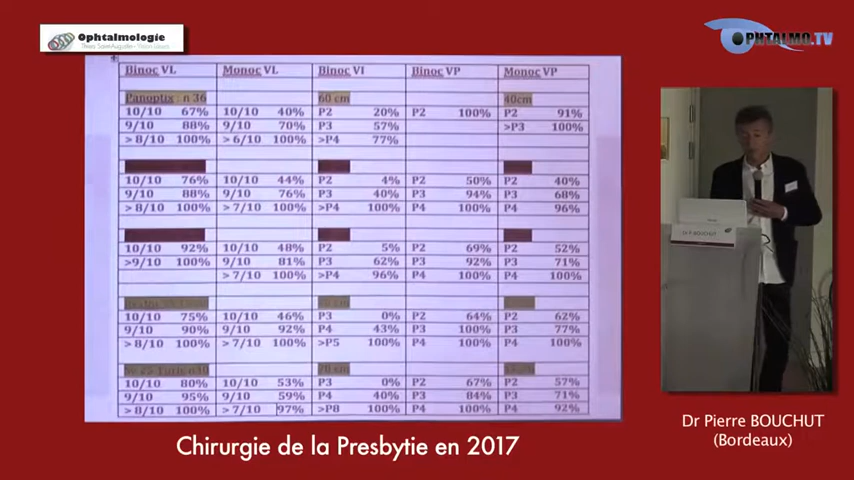 Ophtalmologie
OPHTALMO.TV
Binoc VL Monoc VL Binoc VI Binoc VP Monoc VP
Panoptix : n 36 60 cm 40cm
10/10 67% 10/10 40% P2 20% P2 100% P2 91%
9/10 88% 9/10 70% P3 57% >P3 100%
> 8/10 100% > 6/10 100% >P4 77%
10/10 76% 10/10 44% P2 4% P2 50% P2 40%
9/10 88% 9/10 76% P3 40% P3 94% P3 68%
> 8/10 100% > 7/10 100% >P4 100% P4 100% P4 96%
10/10 92% 10/10 48% P2 5% P2 69% P2 52%
>9/10 100% 9/10 81% P3 62% P3 92% P3 71%
> 7/10 100% >P4 96% P4 100% P4 100%
10/10 75% 10/10 46% P3 0% P2 64% P2 62%
9/10 90% 9/10 92% P4 43% P3 100% P3 77%
> 8/10 100% > 7/10 100% >P5 100% P4 100% P4 100%
10/10 80% 10/10 53% P3 0% P2 67% P2 57%
9/10 95% 9/10 59% P4 40% P3 84% P3 71%
> 8/10 100% > 7/10 97% >P8 100% P4 100% P4 92%
Dr P. BOUCHUT
Chirurgie de la Presbytie en 2017
Dr Pierre BOUCHUT
(Bordeaux)